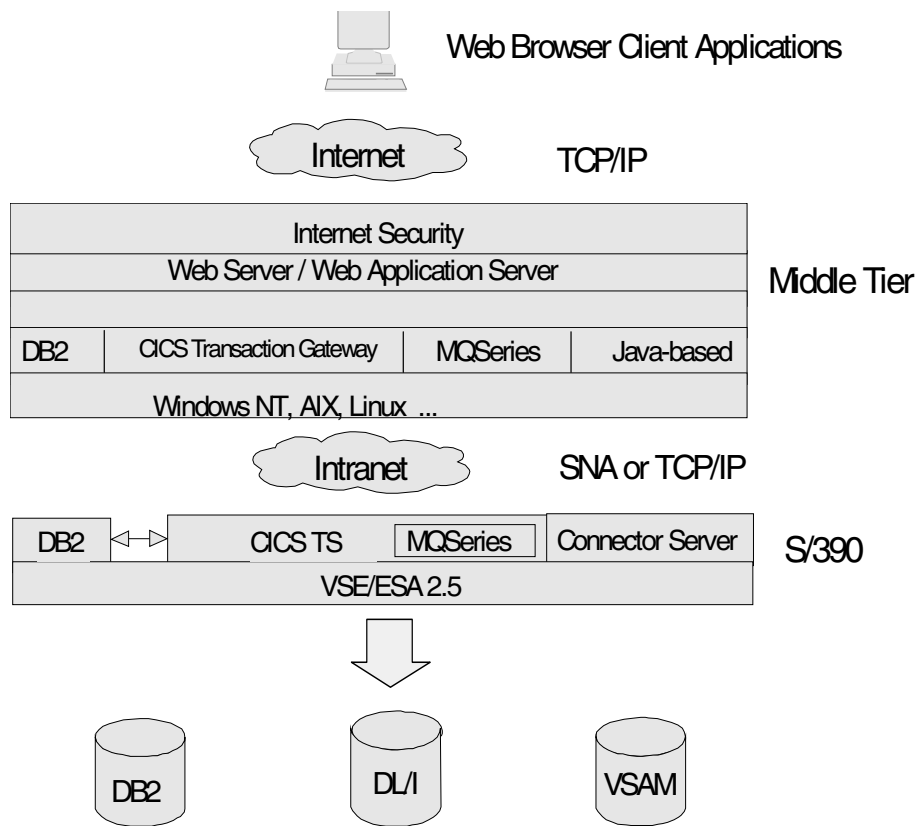 Web Browser Client Applications
Internet
TCP/IP
Internet Security
Web Server / Web Application Server
Middle Tier
DB2
CICS Transaction Gateway
MQSeries
Java-based
Windows NT, AIX, Linux ...
Intranet
SNA or TCP/IP
DB2
CICS TS
MQSeries
Connector Server
S/390
VSE/ESA 2.5
DB2
DL/I
VSAM